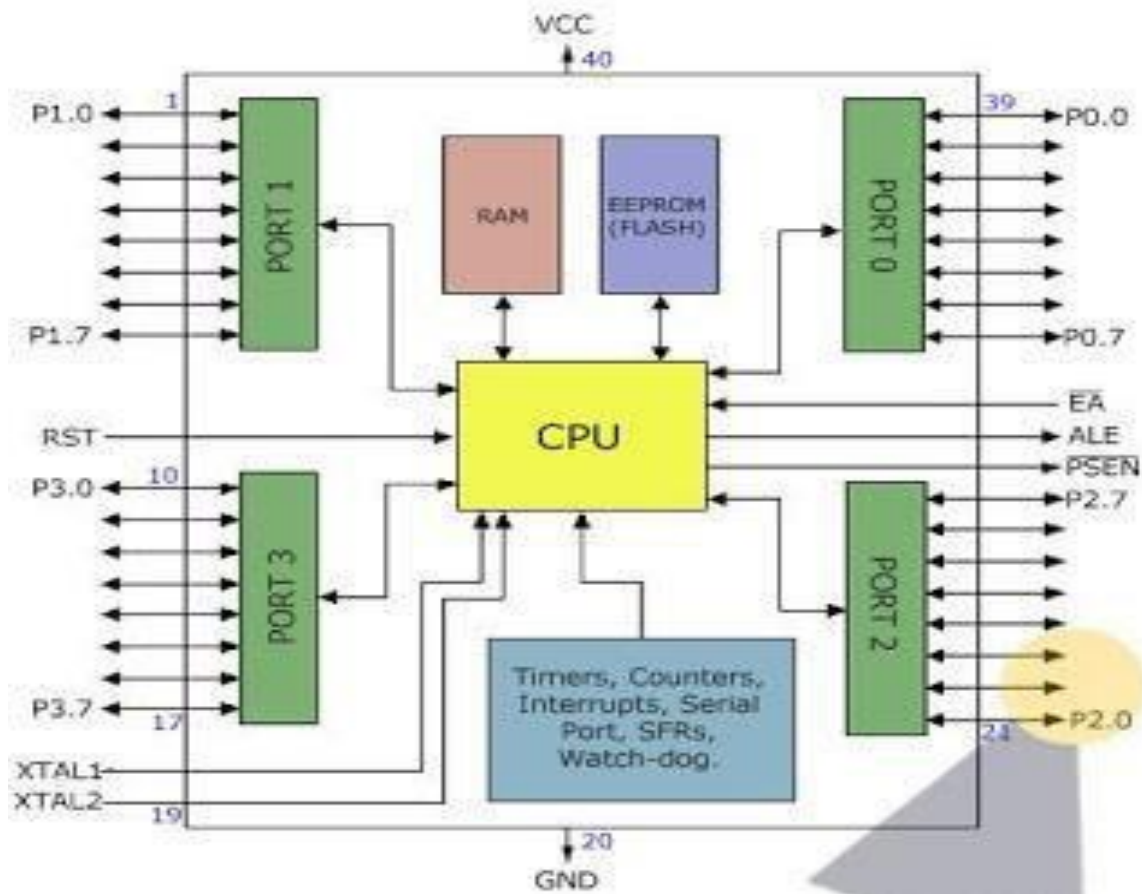 VCC
40
1
39
P1.0
P0.0
PORT 1
RAM
EEPROM
(FLASH)
PORT 0
P1.7
P0.7
EA
RST
CPU
ALE
PSEN
P3.0
10
P2.7
PORT 3
PORT 2
Timers, Counters,
Interrupts, Serial
Port, SFRs,
Watch-dog.
P3.7
17
P2.0
24
XTAL1
XTAL2
19
20
GND